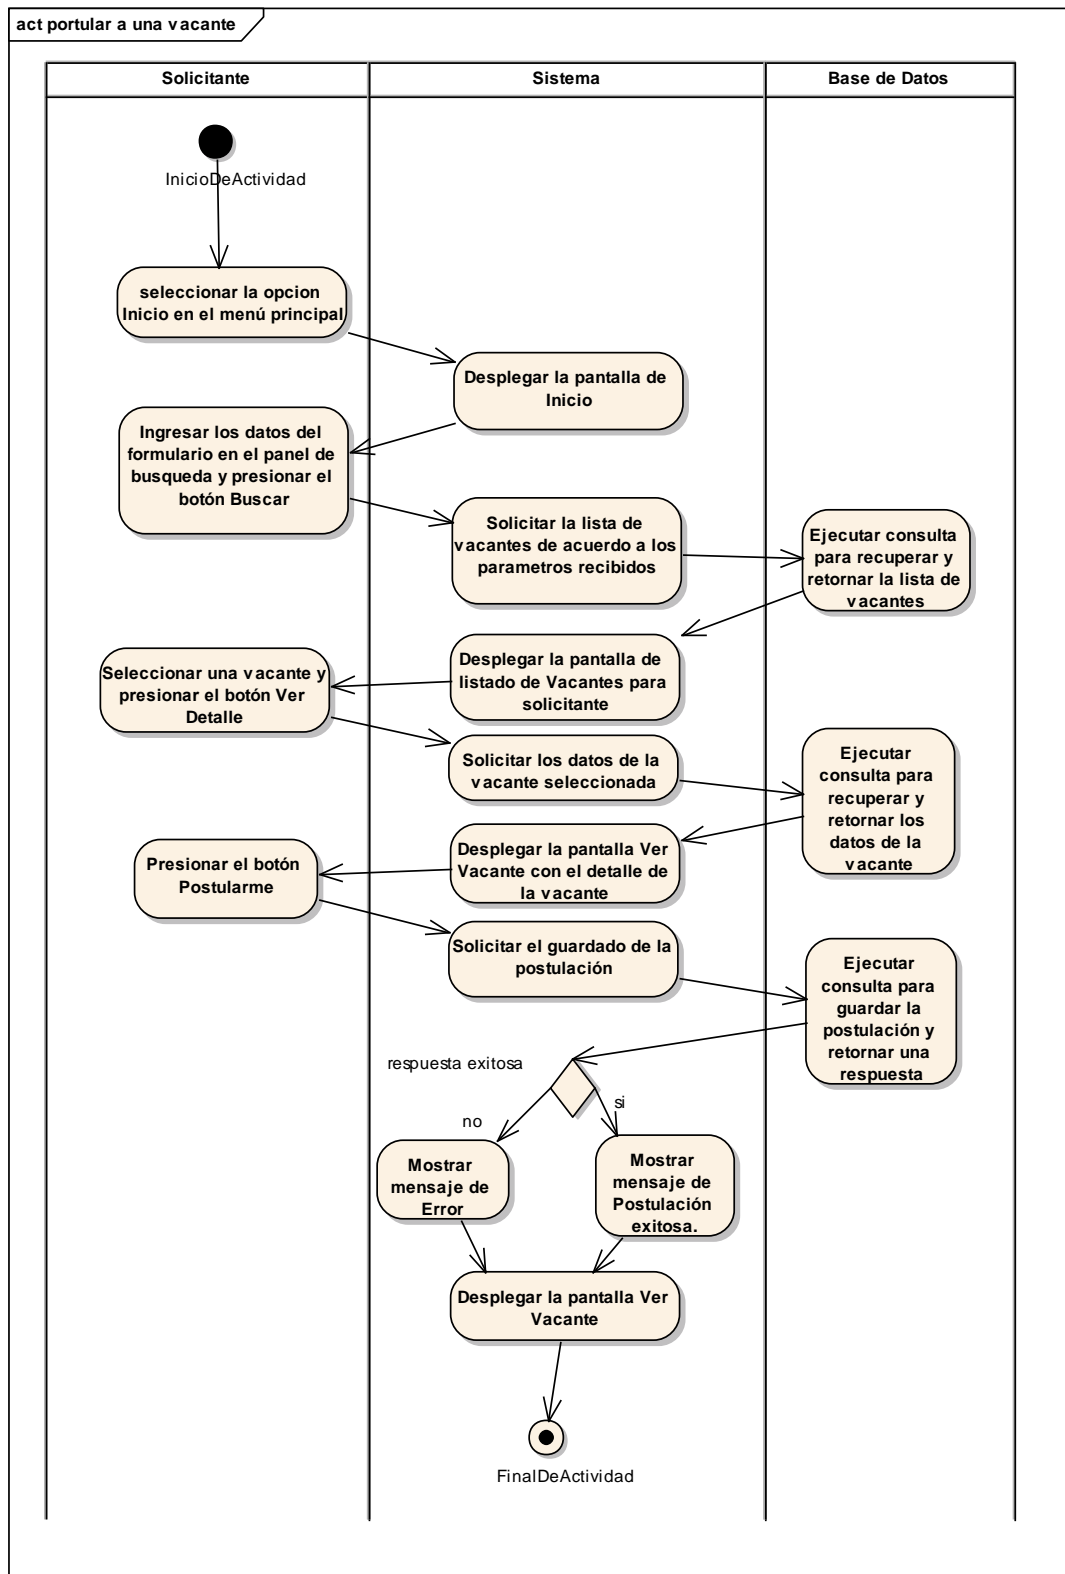 act portular a una vacante
Solicitante
Sistema
Base de Datos
InicioDeActividad
seleccionar la opcion
Inicio en el menú principal
Desplegar la pantalla de
Inicio
Ingresar los datos del
formulario en el panel de
busqueda y presionar el
botón Buscar
Solicitar la lista de
vacantes de acuerdo a los
parametros recibidos
Ejecutar consulta
para recuperar y
retornar la lista de
vacantes
Desplegar la pantalla de
listado de Vacantes para
solicitante
Seleccionar una vacante y
presionar el botón Ver
Detalle
Solicitar los datos de la
vacante seleccionada
Ejecutar
consulta para
recuperar y
retornar los
datos de la
vacante
Desplegar la pantalla Ver
Vacante con el detalle de
la vacante
Presionar el botón
Postularme
Solicitar el guardado de la
postulación
Ejecutar
consulta para
guardar la
postulación y
retornar una
respuesta
respuesta exitosa
no
si
Mostrar
mensaje de
Error
Mostrar
mensaje de
Postulación
exitosa.
Desplegar la pantalla Ver
Vacante
FinalDeActividad